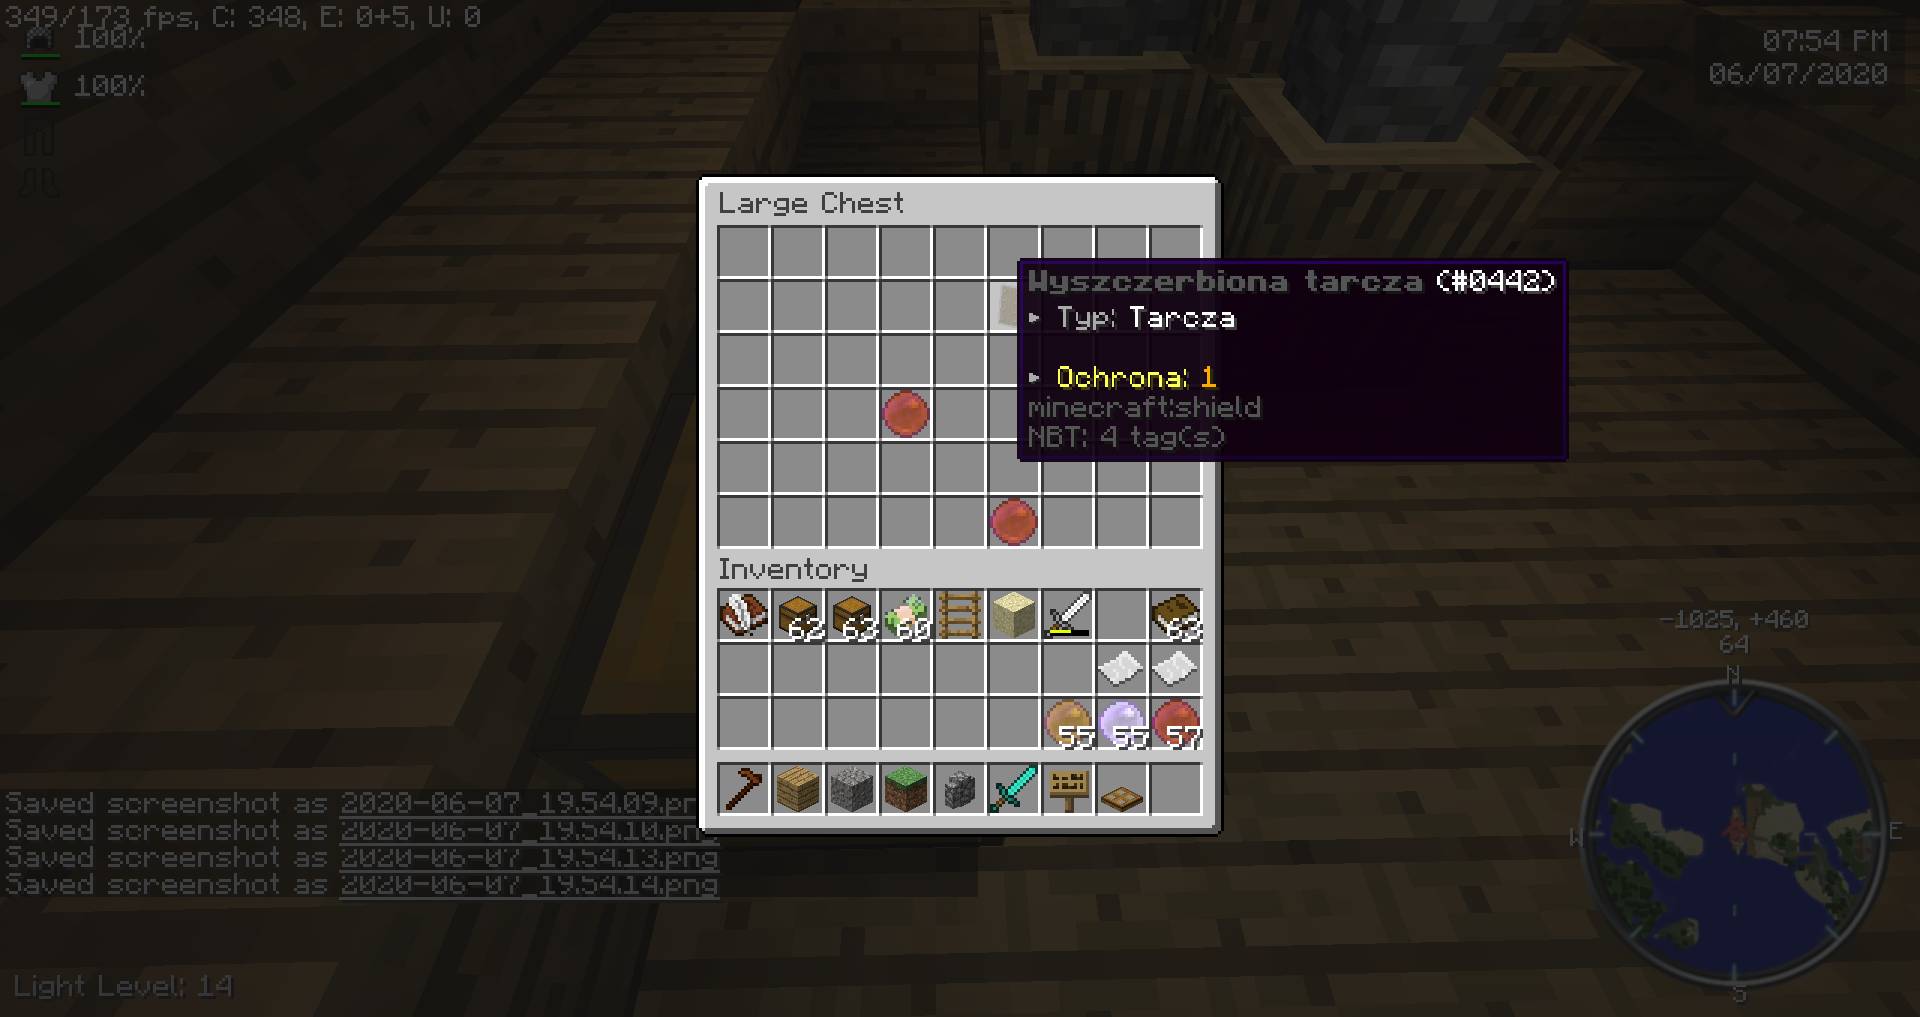 349/173 fps, C: 348, E: 0+5, U: 0
100%
100%
07:54 PM
06/07/2020
Large Chest
Wyszczerbiona tarcza (#0442)
▸ Typ: Tarcza
▸ Ochrona: 1
minecraft:shield
NBT: 4 tag(s)
Inventory
62 63 60 63
55 55 57
-1025, +460
64
N
W
E
S
Saved screenshot as 2020-06-07_19.54.09.pn
Saved screenshot as 2020-06-07_19.54.10.png
Saved screenshot as 2020-06-07_19.54.13.png
Saved screenshot as 2020-06-07_19.54.14.png
Light Level: 14